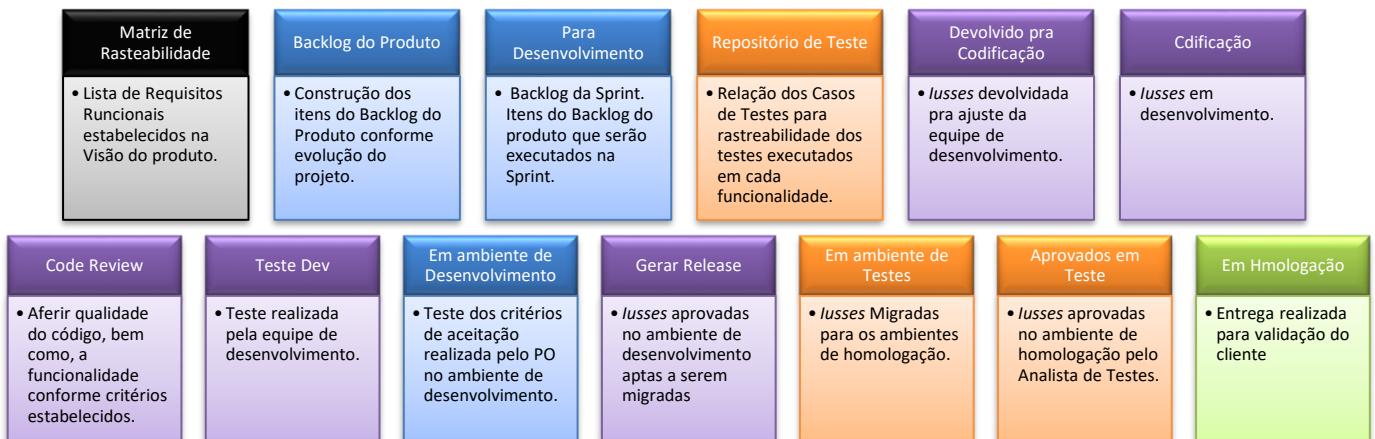 Matriz de
Rasteabilidade
• Lista de Requisitos
Runcionais
estabelecidos na
Visão do produto.
Backlog do Produto
• Construção dos
itens do Backlog do
Produto conforme
evolução do
projeto.
Para
Desenvolvimento
• Backlog da Sprint.
Itens do Backlog do
produto que serão
executados na
Sprint.
Repositório de Teste
• Relação dos Casos
de Testes para
rastreabilidade dos
testes executados
em cada
funcionalidade.
Devolvido pra
Codificação
• Iusses devolvidada
pra ajuste da
equipe de
desenvolvimento.
Cdificação
• Iusses em
desenvolvimento.
Code Review
• Aferir qualidade
do código, bem
como, a
funcionalidade
conforme critérios
estabelecidos.
Teste Dev
• Teste realizada
pela equipe de
desenvolvimento.
Em ambiente de
Desenvolvimento
• Teste dos critérios
de aceitação
realizada pelo PO
no ambiente de
desenvolvimento.
Gerar Release
• Iusses aprovadas
no ambiente de
desenvolvimento
aptas a serem
migradas
Em ambiente de
Testes
• Iusses Migradas
para os ambientes
de homologação.
Aprovados em
Teste
• Iusses aprovadas
no ambiente de
homologação pelo
Analista de Testes.
Em Hmologação
• Entrega realizada
para validação do
cliente